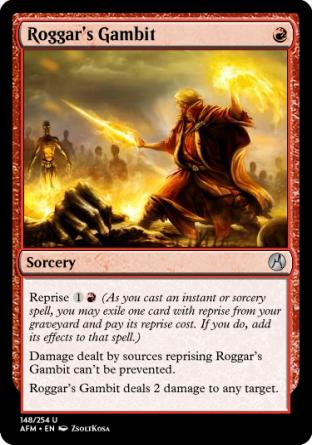 Roggar's Gambit
Sorcery
Reprise 1 R (As you cast an instant or sorcery
spell, you may exile one card with reprise from your
graveyard and pay its reprise cost. If you do, add
its effects to that spell.)
Damage dealt by sources reprising Roggar's
Gambit can't be prevented.
Roggar's Gambit deals 2 damage to any target.
148/254 U
AFM • EN ZsoltKosa